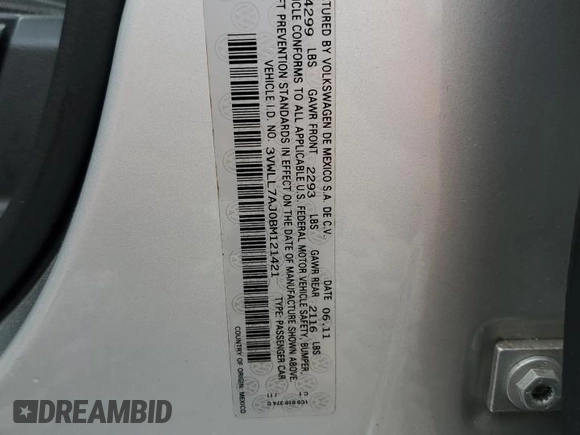 TURED BY VOLKSWAGEN DE MEXICO S.A. DE C.V. DATE 06.11
4299 LBS GAWR FRONT 2293 LBS GAWR REAR 2116 LBS
ICLE CONFORMS TO ALL APPLICABLE U.S. FEDERAL MOTOR VEHICLE SAFETY, BUMPER,
FT PREVENTION STANDARDS IN EFFECT ON THE DATE OF MANUFACTURE SHOWN ABOVE.
VEHICLE I.D. NO. 3VWLL7AJ0BM121421 TYPE: PASSENGER CAR
COUNTRY OF ORIGIN: MEXICO
DREAMBID